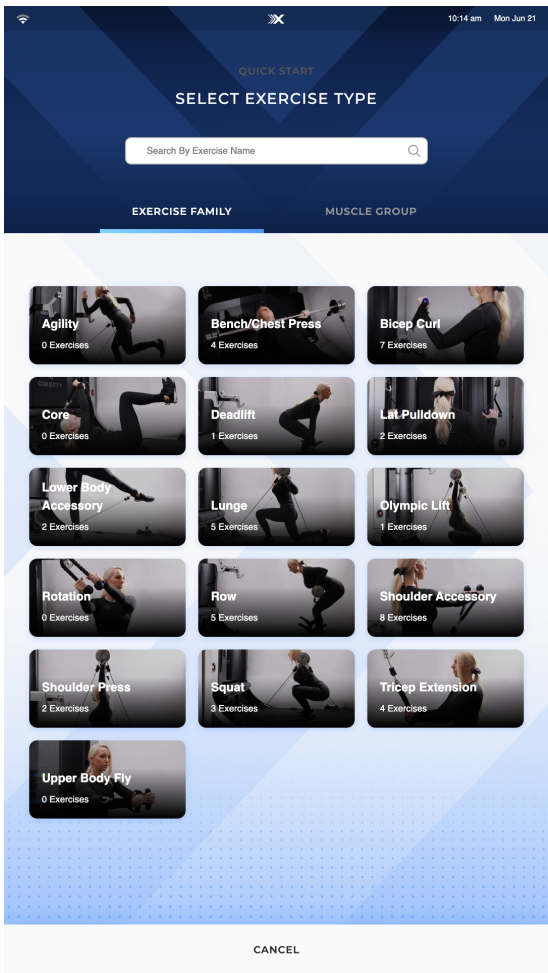 10:14 am Mon Jun 21
QUICK START
SELECT EXERCISE TYPE
Search By Exercise Name
EXERCISE FAMILY MUSCLE GROUP
Agility
0 Exercises
Bench/Chest Press
4 Exercises
Bicep Curl
7 Exercises
Core
0 Exercises
Deadlift
1 Exercises
Lat Pulldown
2 Exercises
Lower Body
Accessory
2 Exercises
Lunge
5 Exercises
Olympic Lift
1 Exercises
Rotation
0 Exercises
Row
5 Exercises
Shoulder Accessory
8 Exercises
Shoulder Press
2 Exercises
Squat
3 Exercises
Tricep Extension
4 Exercises
Upper Body Fly
0 Exercises
CANCEL